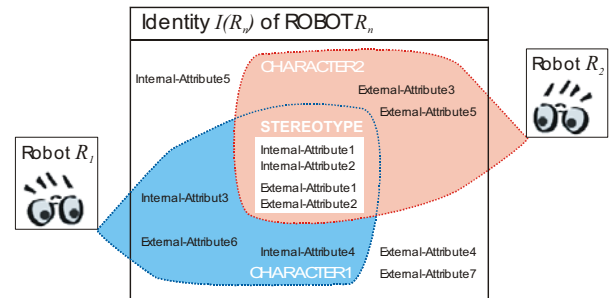 Identity I(Rn) of ROBOT Rn
CHARACTER2
Internal-Attribute5
External-Attribute3
External-Attribute5
Robot R2
STEREOTYPE
Internal-Attribute1
Internal-Attribute2
External-Attribute1
External-Attribute2
Robot R1
Internal-Attribut3
External-Attribute6
Internal-Attribute4
External-Attribute4
CHARACTER1
External-Attribute7